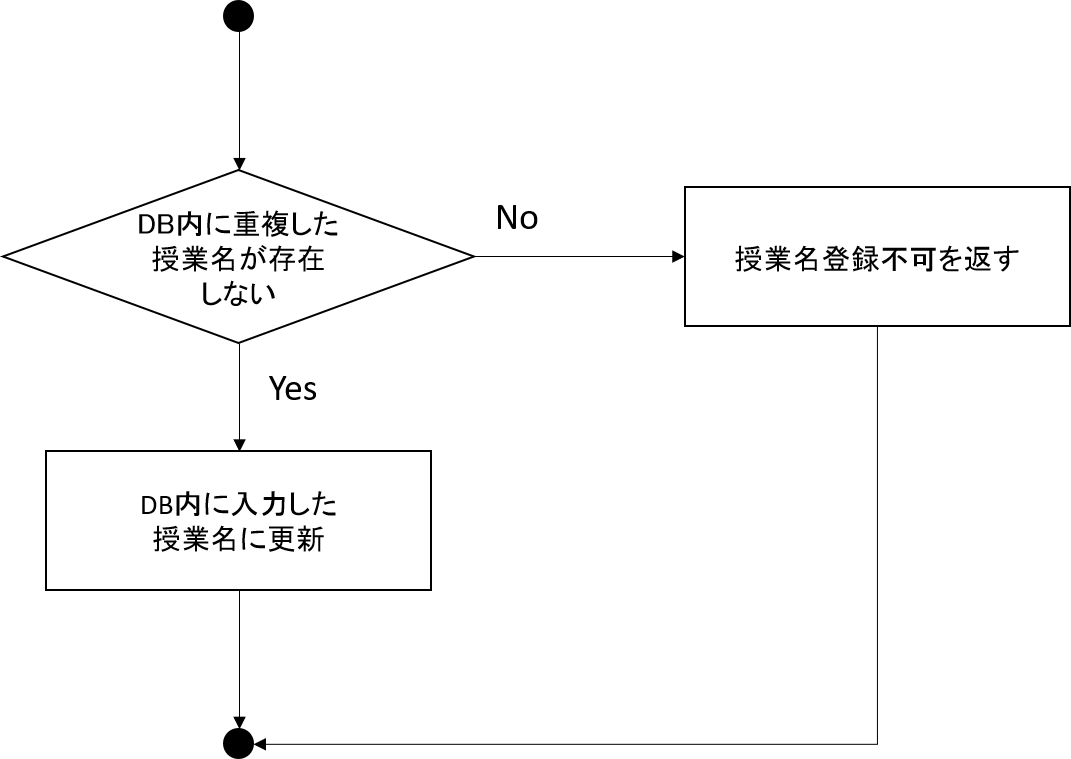 DB内に重複した
授業名が存在
しない
No
授業名登録不可を返す
Yes
DB内に入力した
授業名に更新